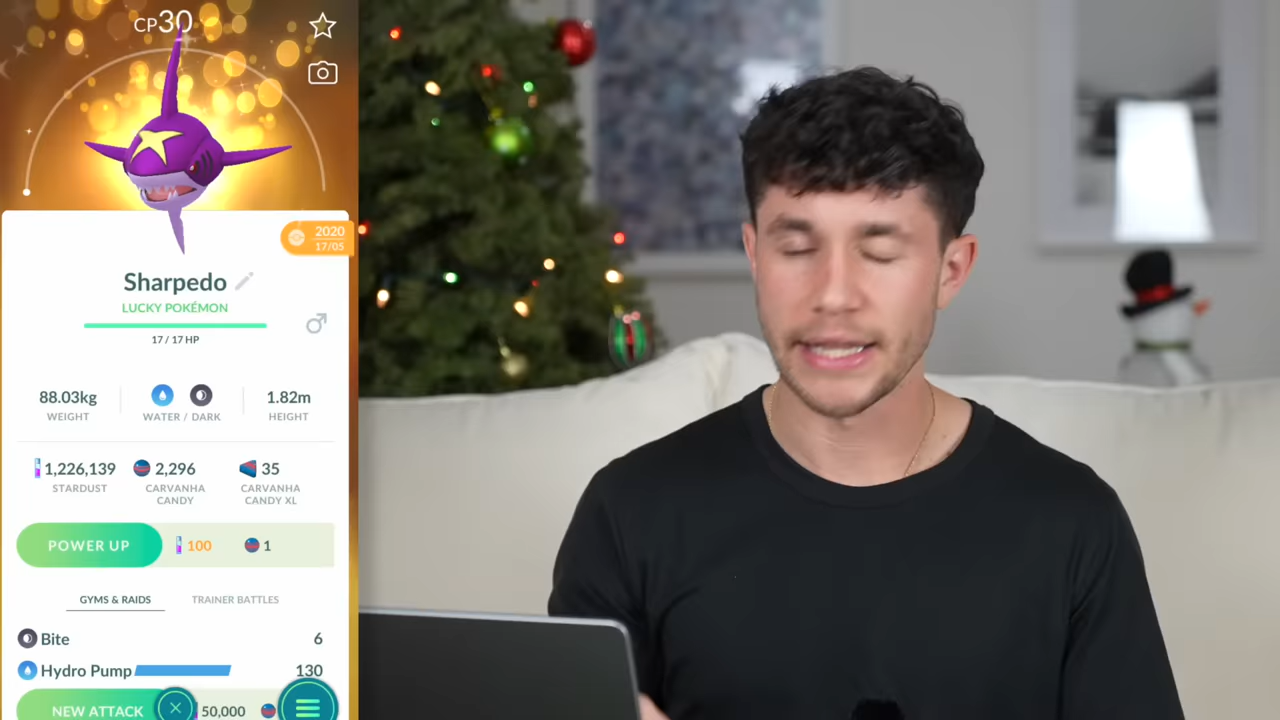 CP30
2020
17/05
Sharpedo
LUCKY POKÉMON
17 / 17 HP
88.03kg
WEIGHT
WATER / DARK
1.82m
HEIGHT
1,226,139
STARDUST
2,296
CARVANHA
CANDY
35
CARVANHA
CANDY XL
POWER UP
100
1
GYMS & RAIDS
TRAINER BATTLES
Bite 6
Hydro Pump 130
NEW ATTACK 50,000